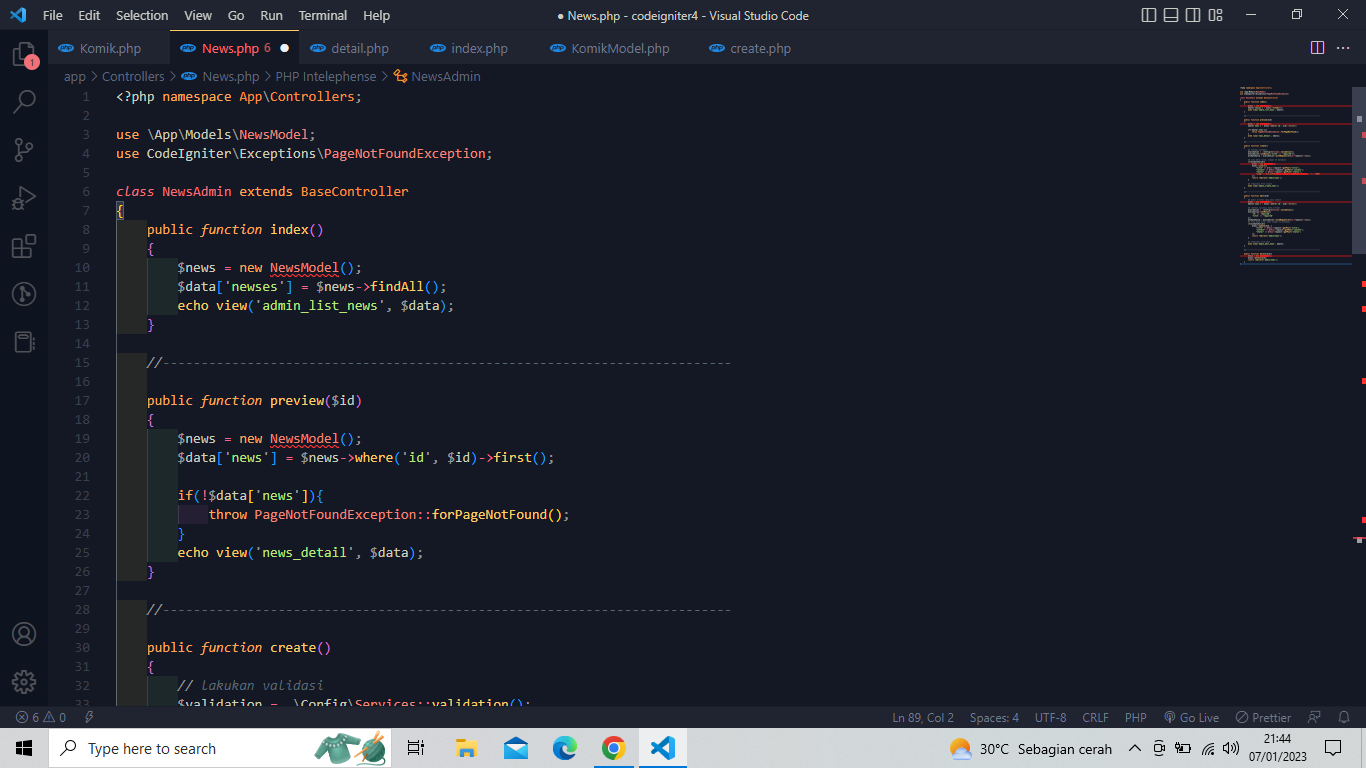 File Edit Selection View Go Run Terminal Help
● News.php - codeigniter4 - Visual Studio Code
php Komik.php
php News.php 6 ●
php detail.php
php index.php
php KomikModel.php
php create.php
1
app > Controllers > php News.php > PHP Intelephense > NewsAdmin
1 <?php namespace App\Controllers;
2
3 use \App\Models\NewsModel;
4 use CodeIgniter\Exceptions\PageNotFoundException;
5
6 class NewsAdmin extends BaseController
7 {
8 public function index()
9 {
10 $news = new NewsModel();
11 $data['newses'] = $news->findAll();
12 echo view('admin_list_news', $data);
13 }
14
15 //--------------------------------------------------------------------------
16
17 public function preview($id)
18 {
19 $news = new NewsModel();
20 $data['news'] = $news->where('id', $id)->first();
21
22 if(!$data['news']){
23 throw PageNotFoundException::forPageNotFound();
24 }
25 echo view('news_detail', $data);
26 }
27
28 //--------------------------------------------------------------------------
29
30 public function create()
31 {
32 // lakukan validasi
33 $validation = \Config\Services::validation();
6 0
Ln 89, Col 2 Spaces: 4 UTF-8 CRLF PHP Go Live Prettier
Type here to search
30°C Sebagian cerah
21:44
07/01/2023